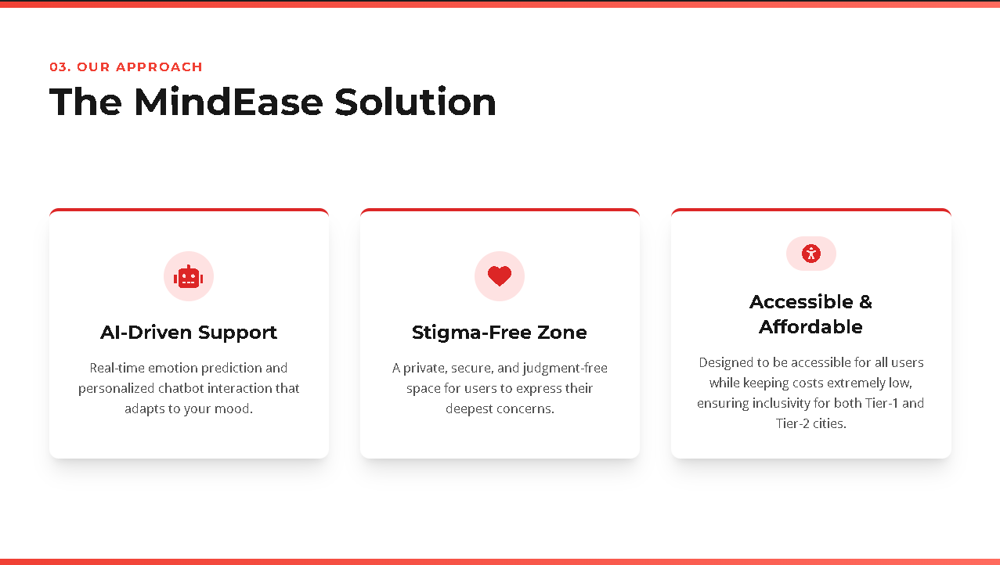 03. OUR APPROACH
The MindEase Solution
AI-Driven Support
Real-time emotion prediction and
personalized chatbot interaction that
adapts to your mood.
Stigma-Free Zone
A private, secure, and judgment-free
space for users to express their
deepest concerns.
Accessible &
Affordable
Designed to be accessible for all users
while keeping costs extremely low,
ensuring inclusivity for both Tier-1 and
Tier-2 cities.